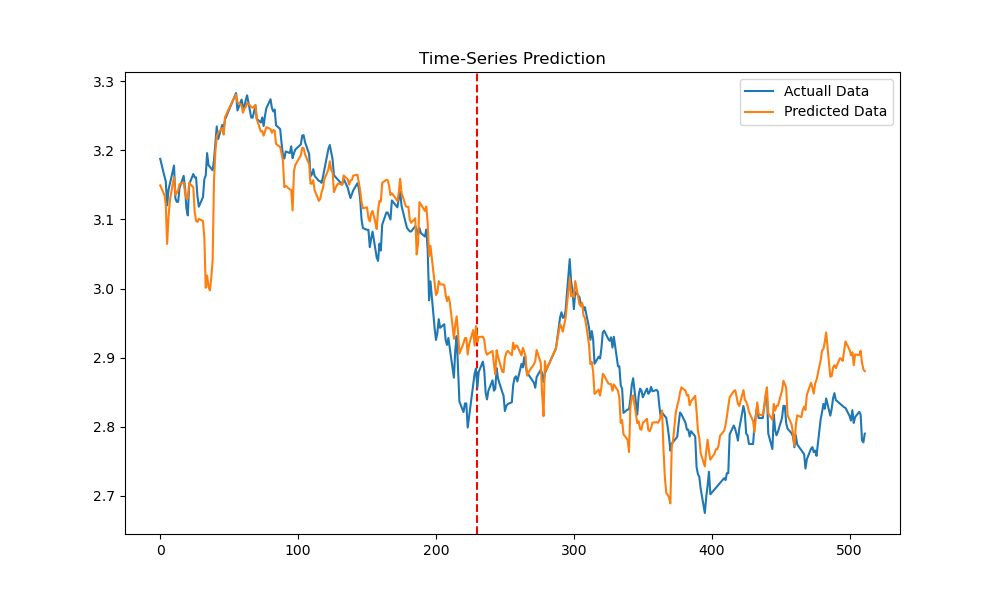 Time-Series Prediction
Actuall Data
Predicted Data
3.3
3.2
3.1
3.0
2.9
2.8
2.7
0 100 200 300 400 500